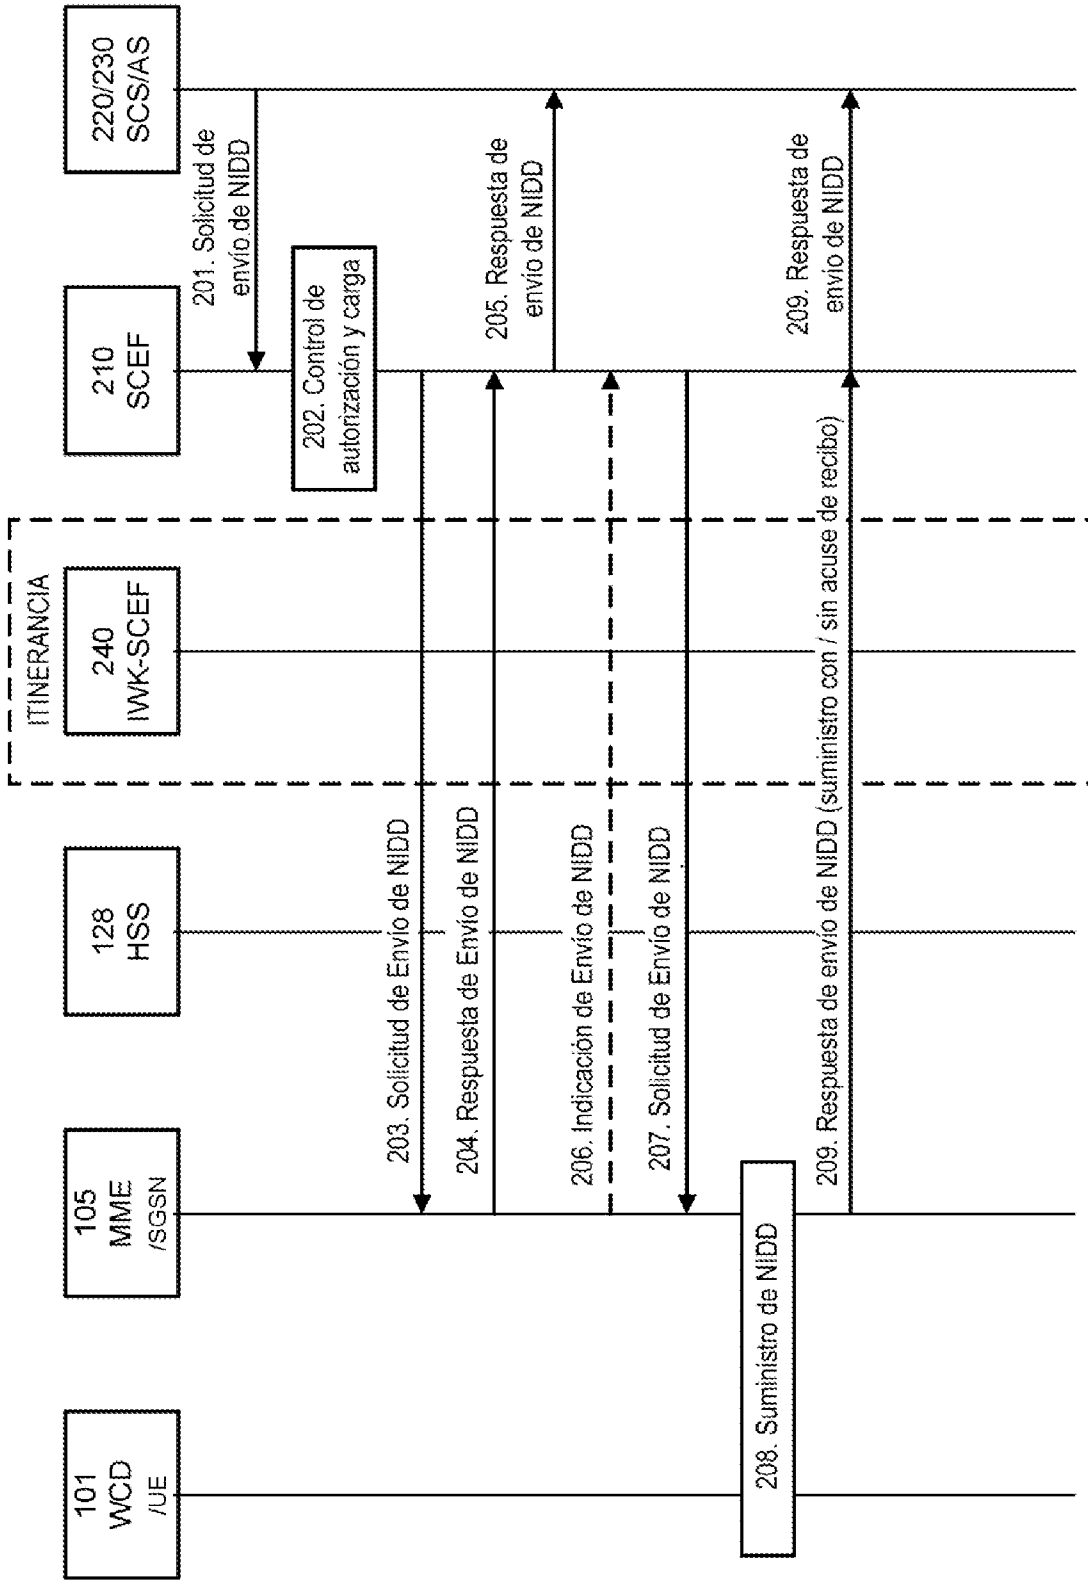 101
WCD
/UE
105
MME
/SGSN
128
HSS
ITINERANCIA
240
IWK-SCEF
210
SCEF
220/230
SCS/AS
201. Solicitud de
envío de NIDD
202. Control de
autorización y carga
203. Solicitud de Envío de NIDD
204. Respuesta de Envío de NIDD
205. Respuesta de
envío de NIDD
206. Indicación de Envío de NIDD
207. Solicitud de Envío de NIDD
208. Suministro de NIDD
209. Respuesta de envío de NIDD (suministro con / sin acuse de recibo)
209. Respuesta de
envío de NIDD